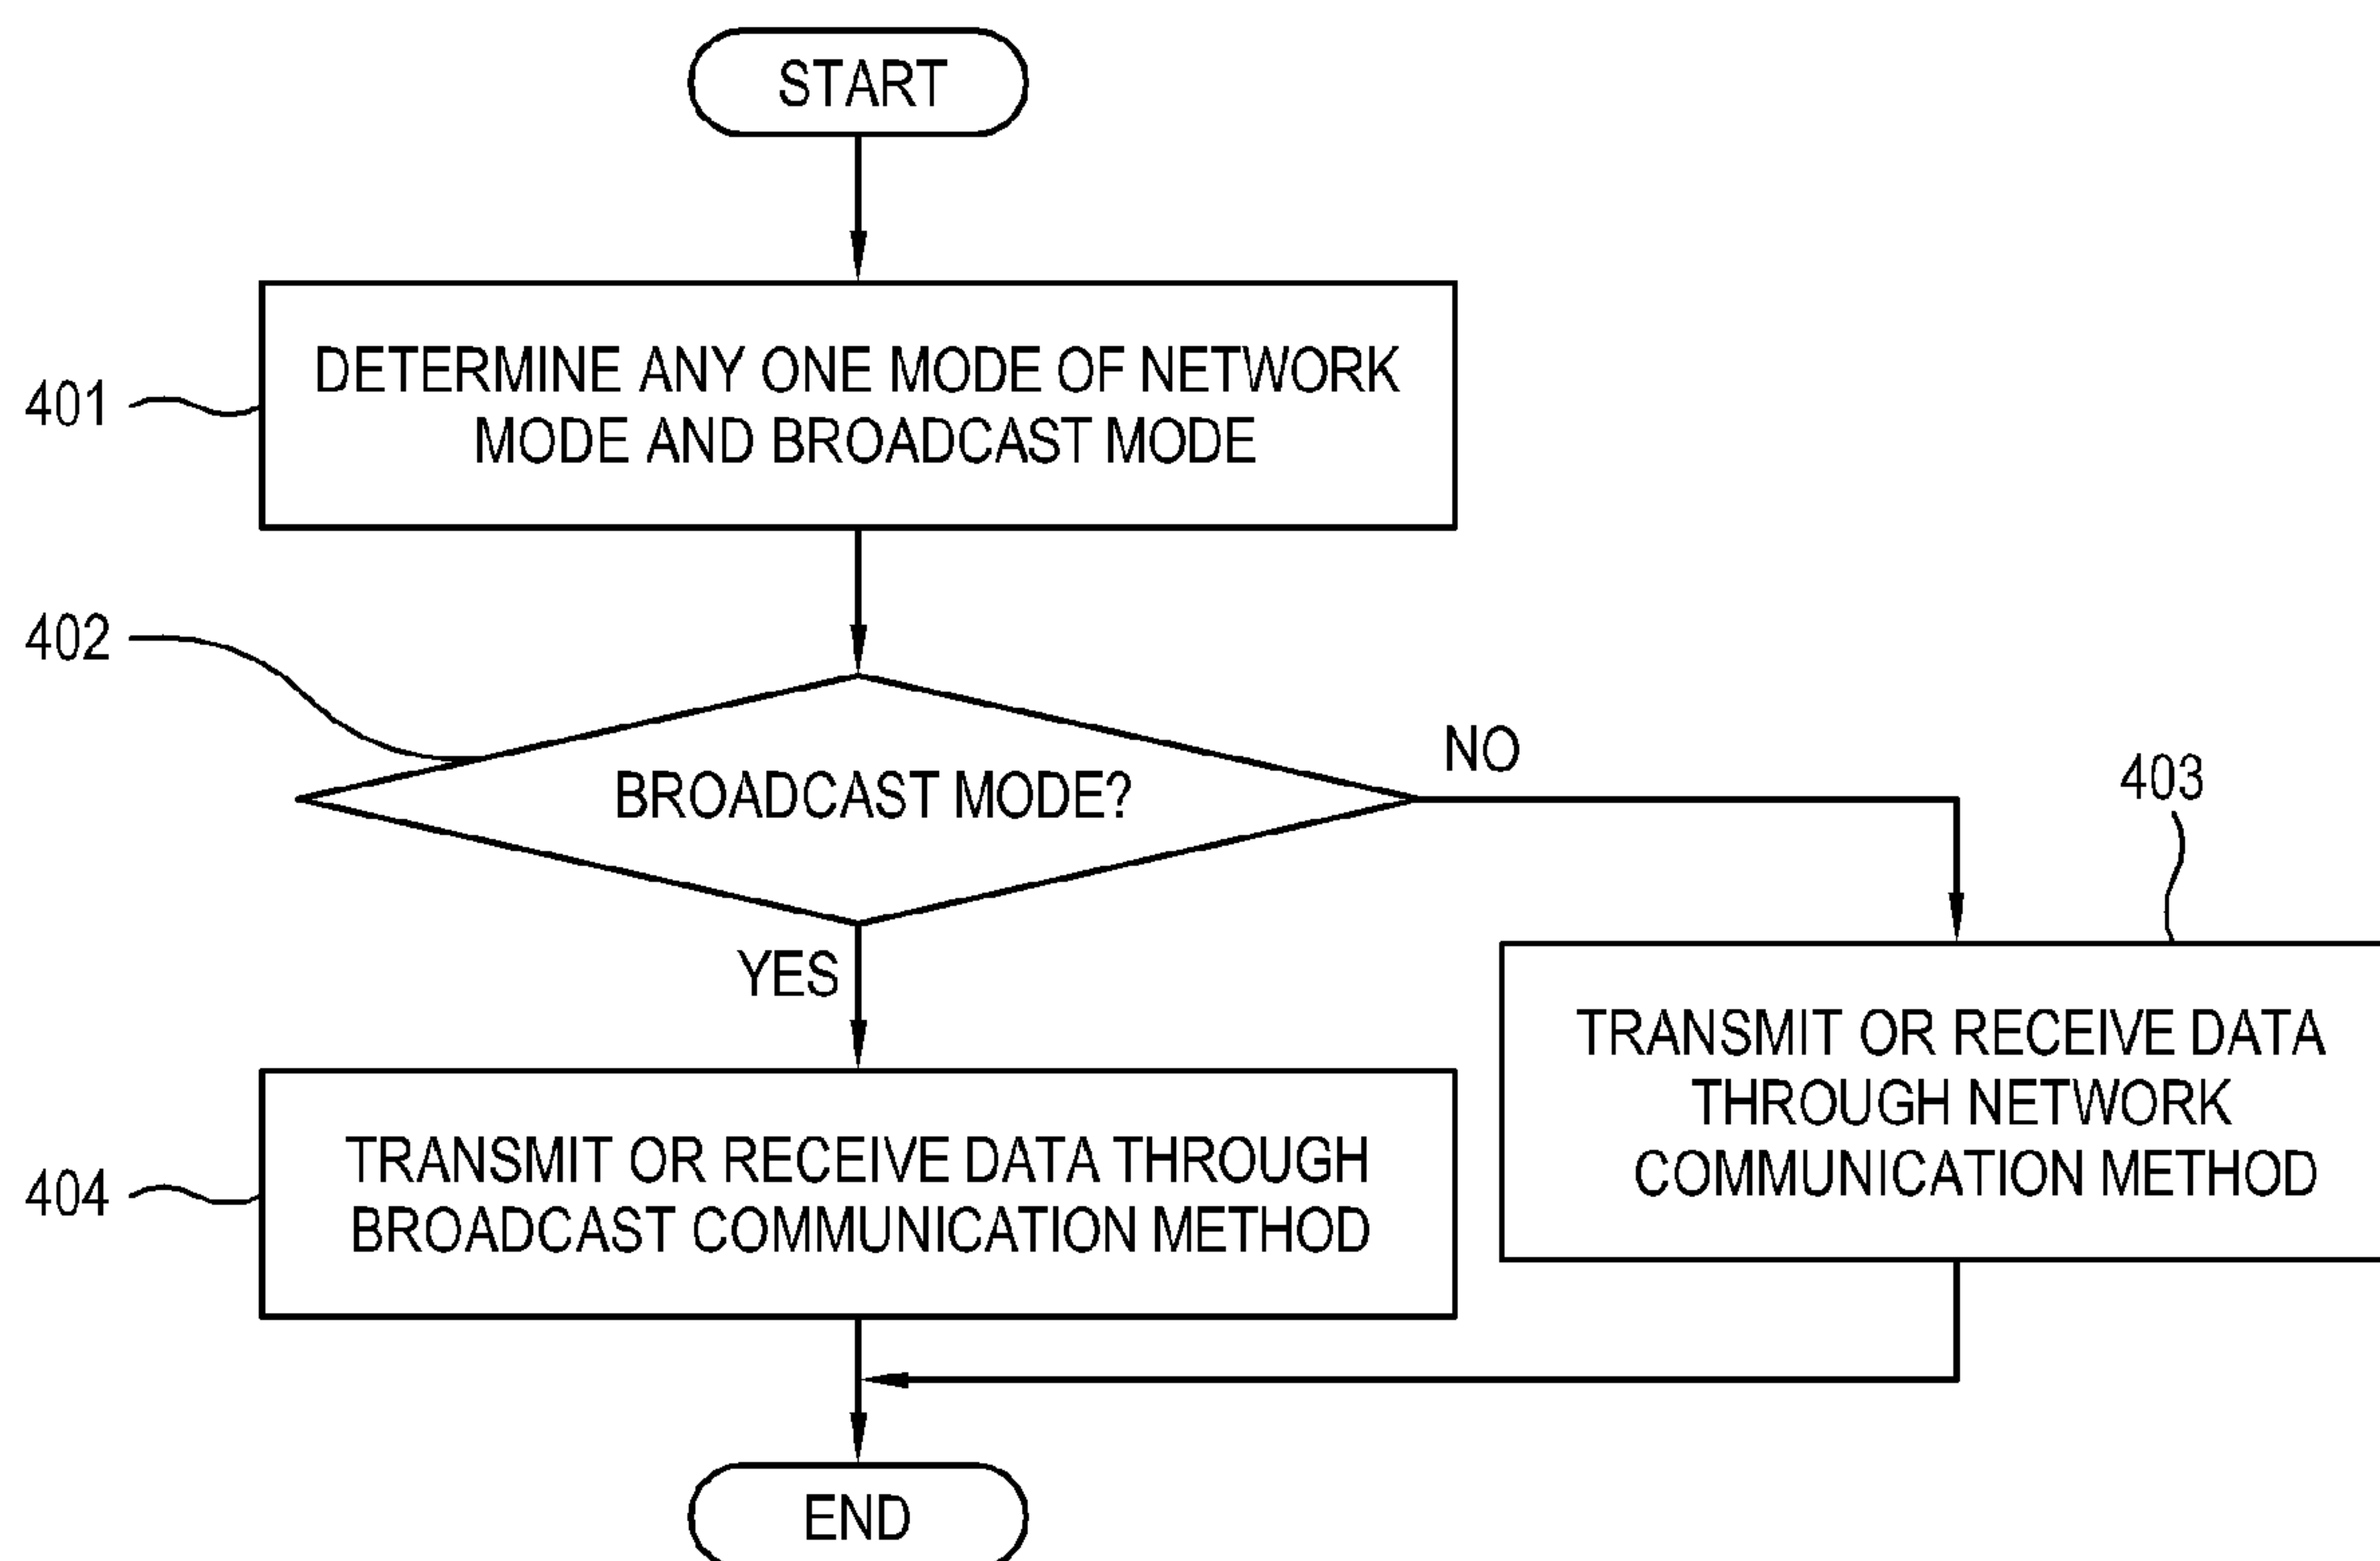 START
401
DETERMINE ANY ONE MODE OF NETWORK
MODE AND BROADCAST MODE
402
BROADCAST MODE?
NO
403
YES
TRANSMIT OR RECEIVE DATA
THROUGH NETWORK
COMMUNICATION METHOD
404
TRANSMIT OR RECEIVE DATA THROUGH
BROADCAST COMMUNICATION METHOD
END